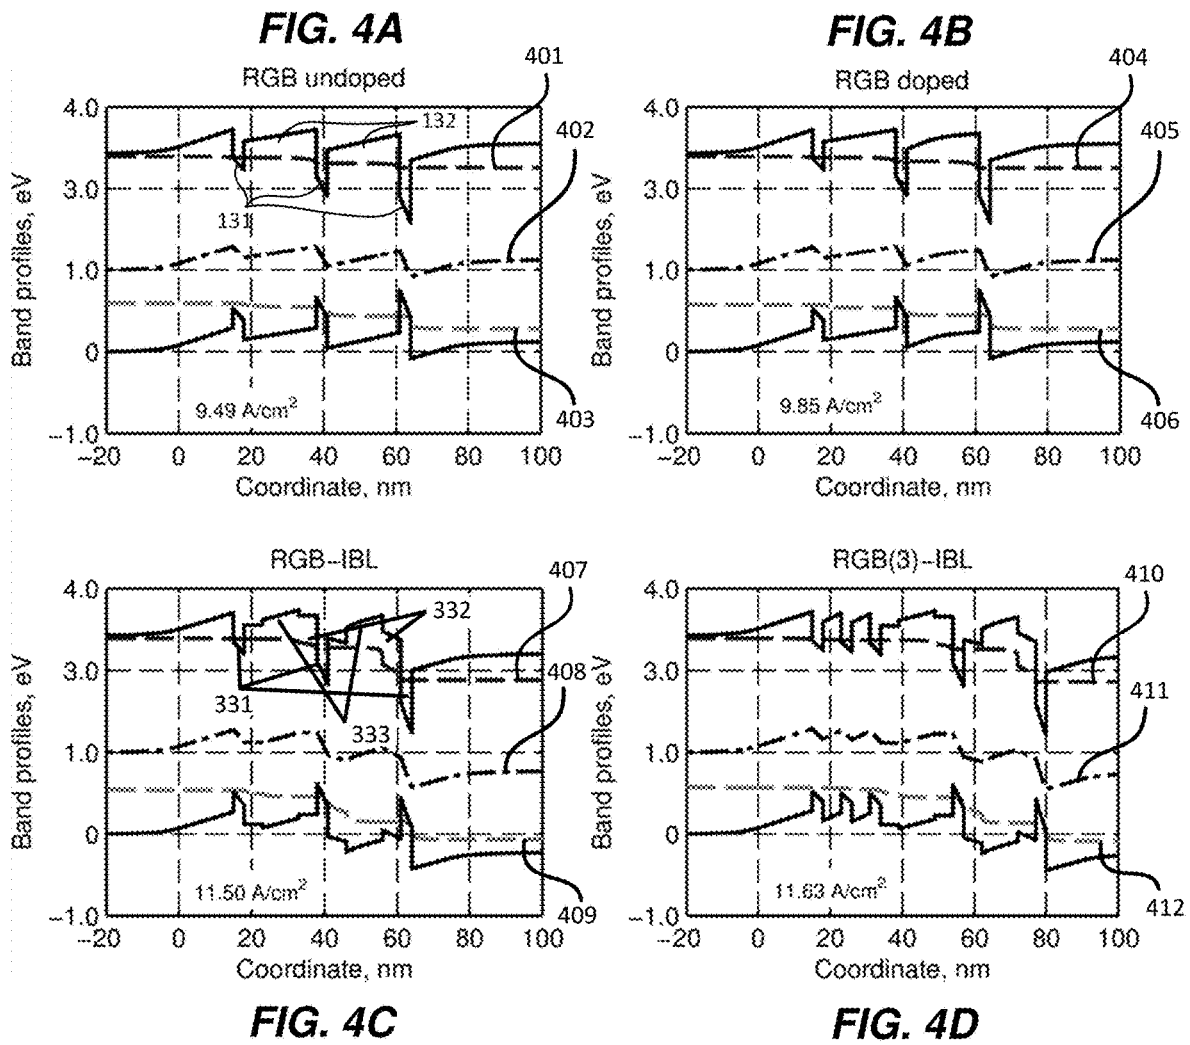 FIG. 4A
RGB undoped
401
4.0
132
402
3.0
131
Band profiles, eV
1.0
0
9.49 A/cm²
403
−1.0
−20 0 20 40 60 80 100
Coordinate, nm
FIG. 4B
RGB doped
404
4.0
405
3.0
Band profiles, eV
1.0
0
9.85 A/cm²
406
−1.0
−20 0 20 40 60 80 100
Coordinate, nm
RGB−IBL
407
4.0
332
3.0
408
331
333
Band profiles, eV
1.0
0
11.50 A/cm²
409
−1.0
−20 0 20 40 60 80 100
Coordinate, nm
FIG. 4C
RGB(3)−IBL
410
4.0
3.0
411
Band profiles, eV
1.0
0
11.63 A/cm²
412
−1.0
−20 0 20 40 60 80 100
Coordinate, nm
FIG. 4D